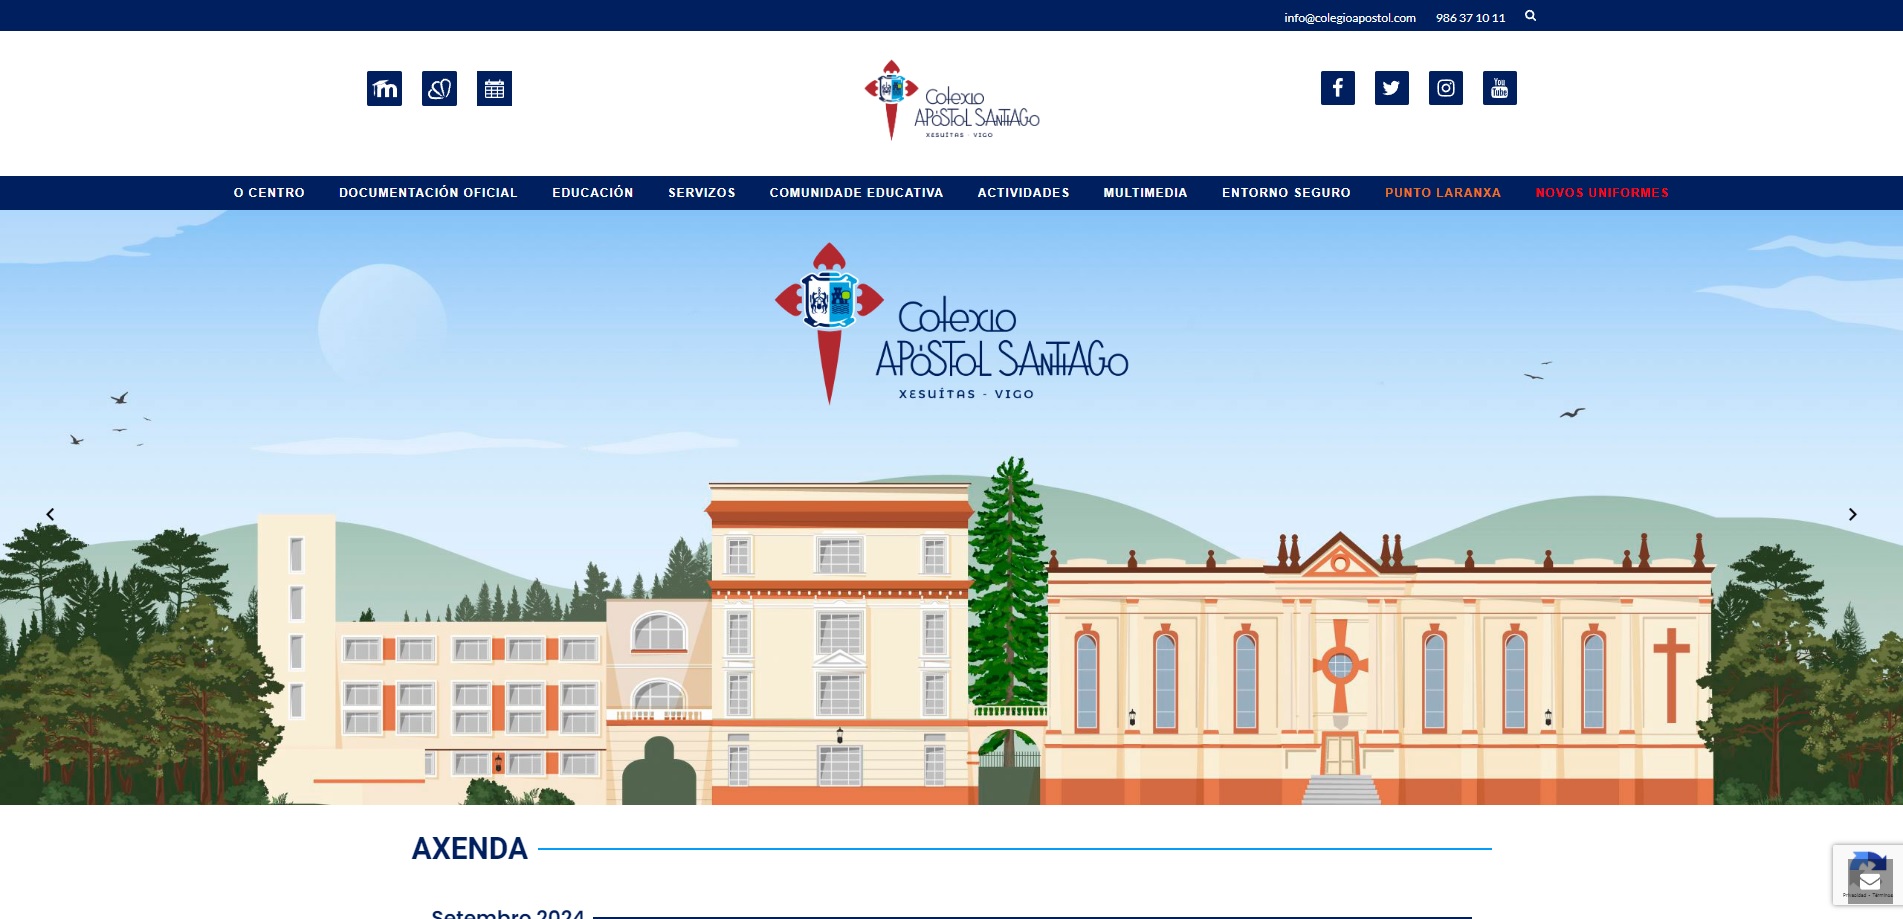 info@colegioapostol.com 986 37 10 11
Colexio
APÓSTOL SANTIAGO
XESUÍTAS - VIGO
O CENTRO DOCUMENTACIÓN OFICIAL EDUCACIÓN SERVIZOS COMUNIDADE EDUCATIVA ACTIVIDADES MULTIMEDIA ENTORNO SEGURO PUNTO LARANXA NOVOS UNIFORMES
Colexio
APÓSTOL SANTIAGO
XESUÍTAS - VIGO
AXENDA
Setembro 2024